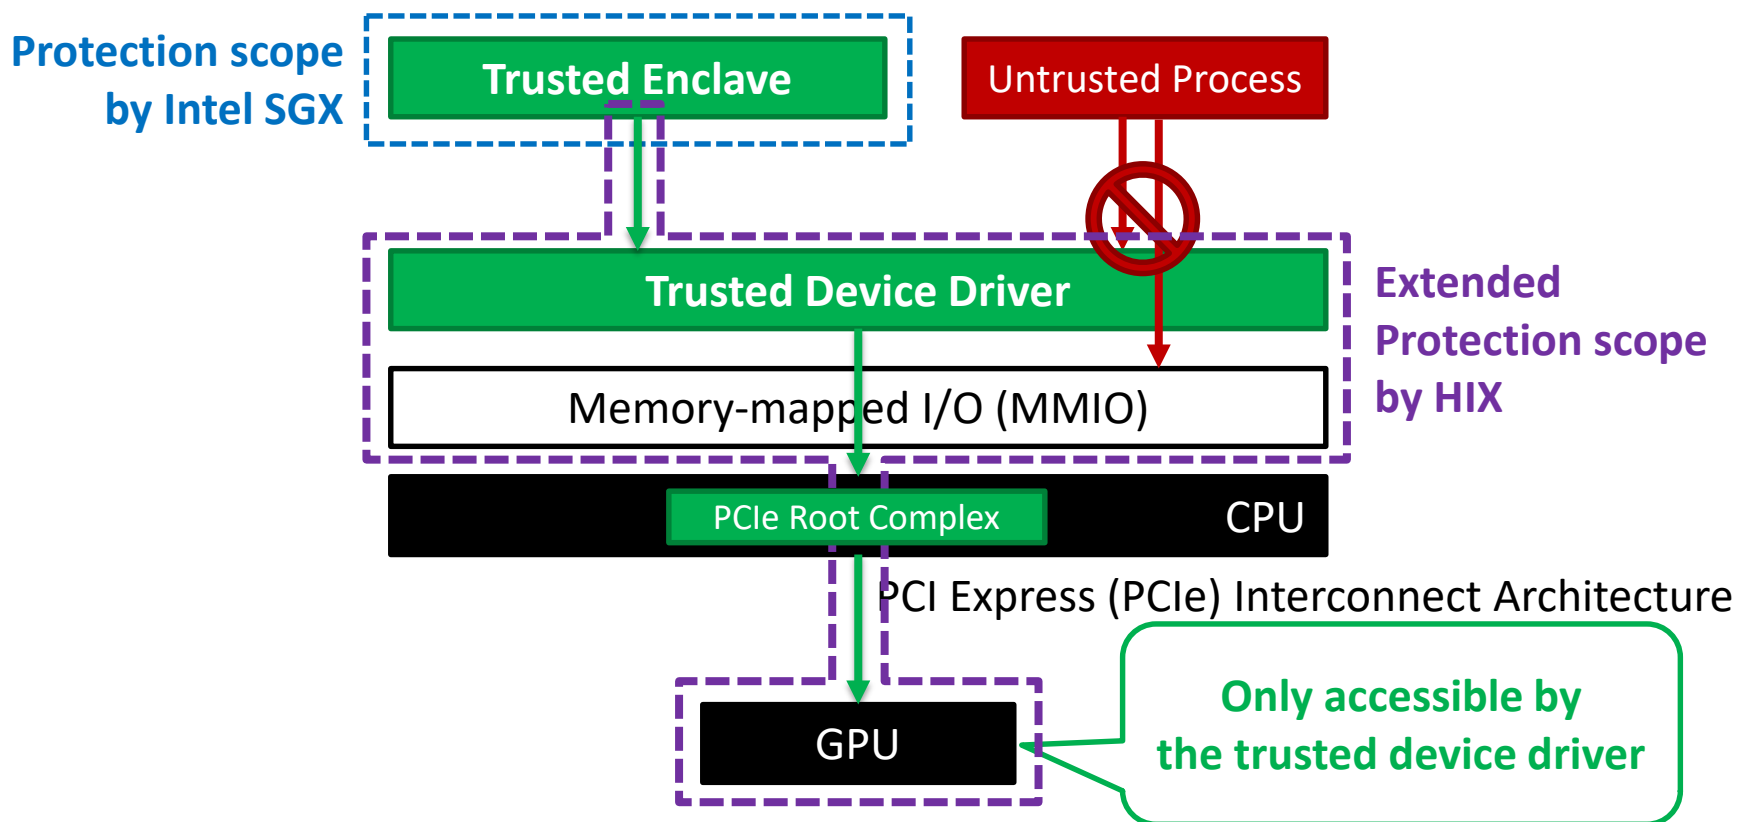 Protection scope
by Intel SGX
Trusted Enclave
Untrusted Process
Trusted Device Driver
Extended
Protection scope
by HIX
Memory-mapped I/O (MMIO)
PCIe Root Complex
CPU
PCI Express (PCIe) Interconnect Architecture
GPU
Only accessible by
the trusted device driver